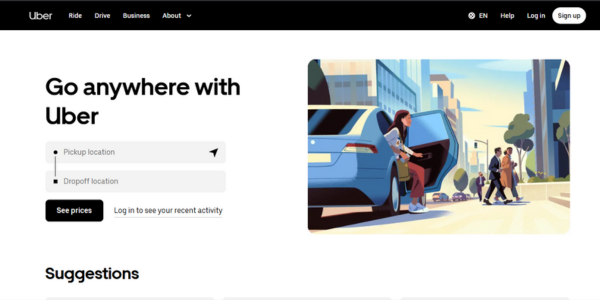 Uber Ride Drive Business About EN Help Log in Sign up
Go anywhere with
Uber
Pickup location
Dropoff location
See prices Log in to see your recent activity
Suggestions